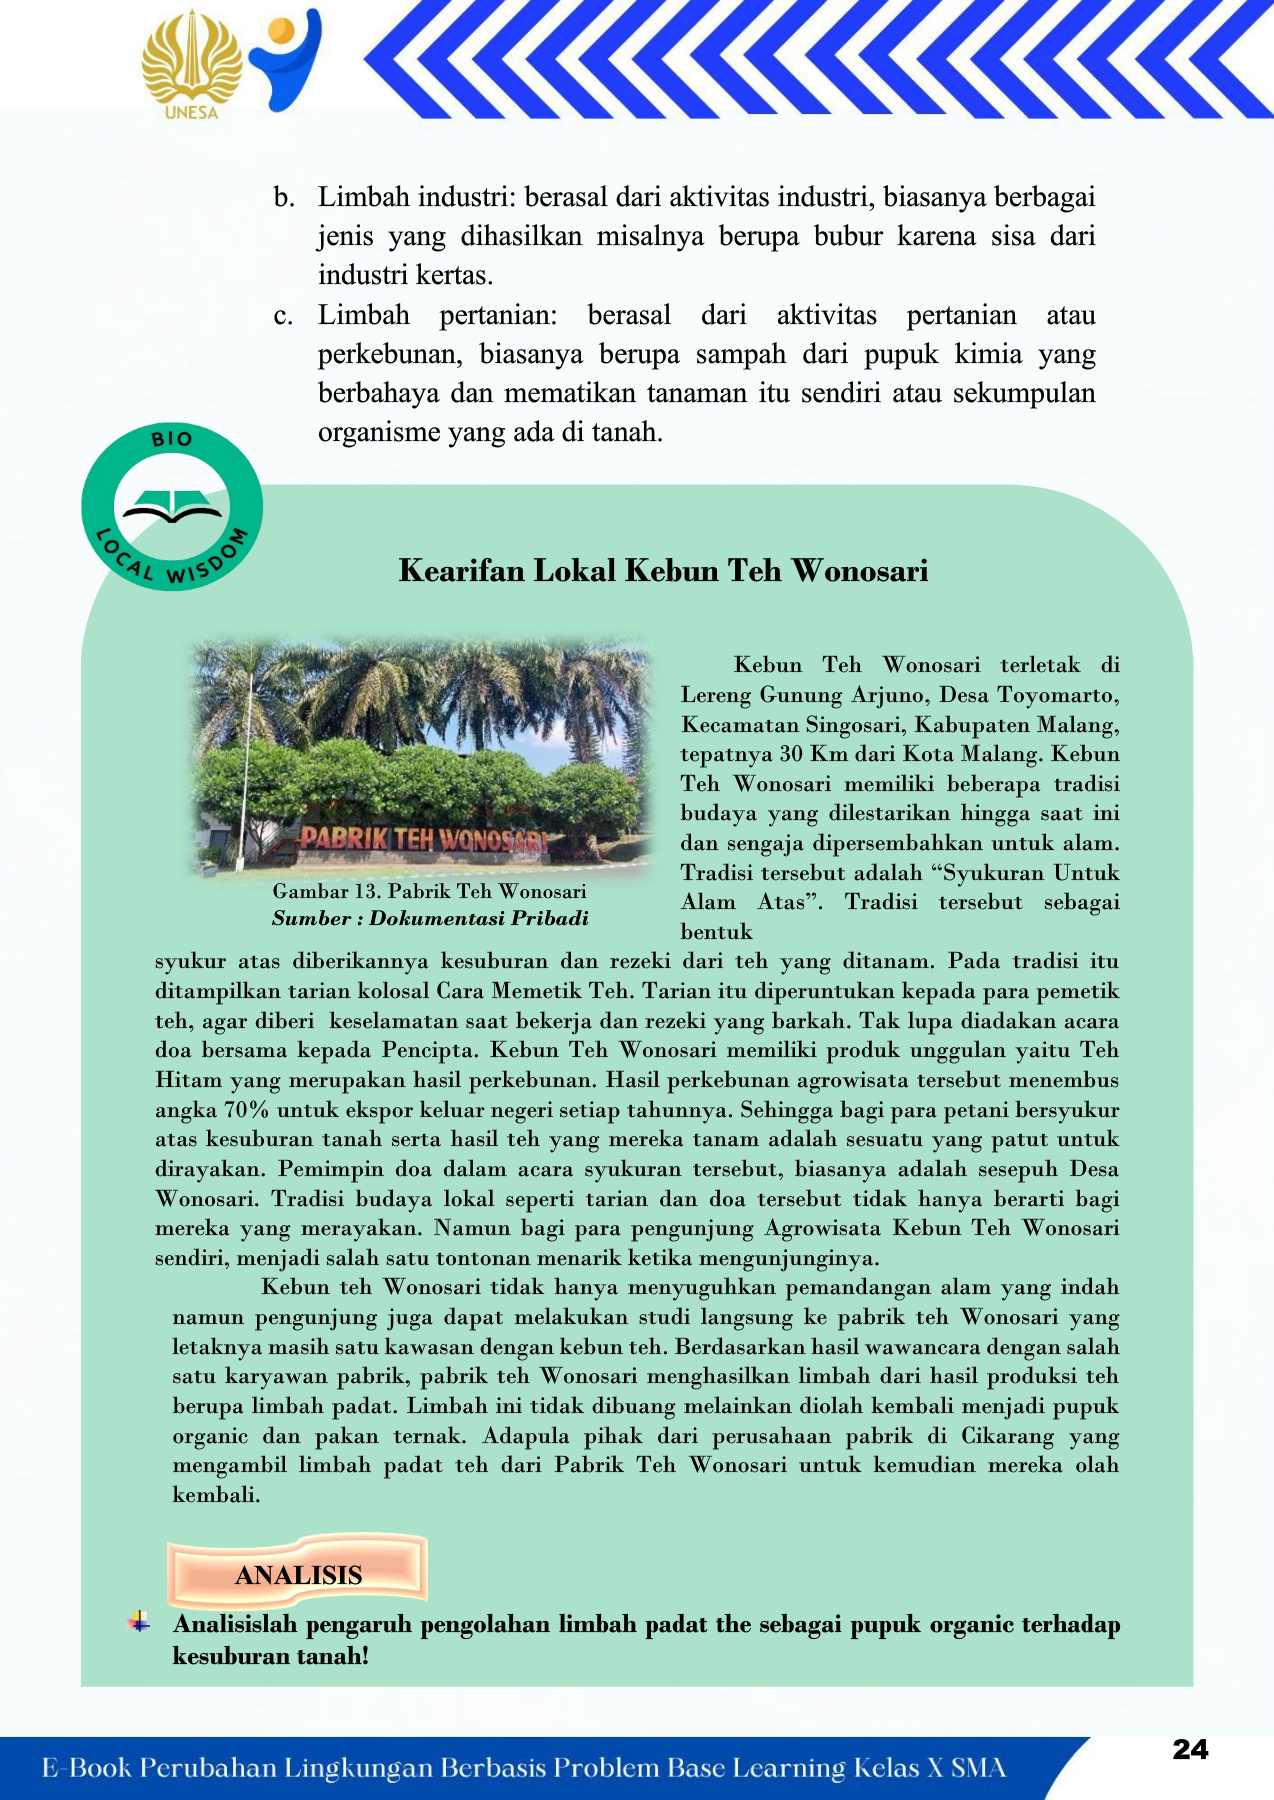 UNESA
b. Limbah industri: berasal dari aktivitas industri, biasanya berbagai
jenis yang dihasilkan misalnya berupa bubur karena sisa dari
industri kertas.
c. Limbah pertanian: berasal dari aktivitas pertanian atau
perkebunan, biasanya berupa sampah dari pupuk kimia yang
berbahaya dan mematikan tanaman itu sendiri atau sekumpulan
organisme yang ada di tanah.
BIO
LOCAL WISDOM
Kearifan Lokal Kebun Teh Wonosari
PABRIK TEH WONOSARI
Gambar 13. Pabrik Teh Wonosari
Sumber : Dokumentasi Pribadi
Kebun Teh Wonosari terletak di
Lereng Gunung Arjuno, Desa Toyomarto,
Kecamatan Singosari, Kabupaten Malang,
tepatnya 30 Km dari Kota Malang. Kebun
Teh Wonosari memiliki beberapa tradisi
budaya yang dilestarikan hingga saat ini
dan sengaja dipersembahkan untuk alam.
Tradisi tersebut adalah “Syukuran Untuk
Alam Atas”. Tradisi tersebut sebagai
bentuk
syukur atas diberikannya kesuburan dan rezeki dari teh yang ditanam. Pada tradisi itu
ditampilkan tarian kolosal Cara Memetik Teh. Tarian itu diperuntukan kepada para pemetik
teh, agar diberi keselamatan saat bekerja dan rezeki yang barkah. Tak lupa diadakan acara
doa bersama kepada Pencipta. Kebun Teh Wonosari memiliki produk unggulan yaitu Teh
Hitam yang merupakan hasil perkebunan. Hasil perkebunan agrowisata tersebut menembus
angka 70% untuk ekspor keluar negeri setiap tahunnya. Sehingga bagi para petani bersyukur
atas kesuburan tanah serta hasil teh yang mereka tanam adalah sesuatu yang patut untuk
dirayakan. Pemimpin doa dalam acara syukuran tersebut, biasanya adalah sesepuh Desa
Wonosari. Tradisi budaya lokal seperti tarian dan doa tersebut tidak hanya berarti bagi
mereka yang merayakan. Namun bagi para pengunjung Agrowisata Kebun Teh Wonosari
sendiri, menjadi salah satu tontonan menarik ketika mengunjunginya.
Kebun teh Wonosari tidak hanya menyuguhkan pemandangan alam yang indah
namun pengunjung juga dapat melakukan studi langsung ke pabrik teh Wonosari yang
letaknya masih satu kawasan dengan kebun teh. Berdasarkan hasil wawancara dengan salah
satu karyawan pabrik, pabrik teh Wonosari menghasilkan limbah dari hasil produksi teh
berupa limbah padat. Limbah ini tidak dibuang melainkan diolah kembali menjadi pupuk
organic dan pakan ternak. Adapula pihak dari perusahaan pabrik di Cikarang yang
mengambil limbah padat teh dari Pabrik Teh Wonosari untuk kemudian mereka olah
kembali.
ANALISIS
Analisislah pengaruh pengolahan limbah padat the sebagai pupuk organic terhadap
kesuburan tanah!
24
E-Book Perubahan Lingkungan Berbasis Problem Base Learning Kelas X SMA